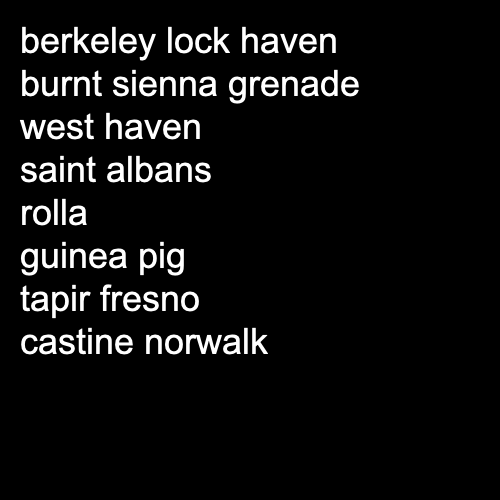 berkeley lock haven
burnt sienna grenade
west haven
saint albans
rolla
guinea pig
tapir fresno
castine norwalk